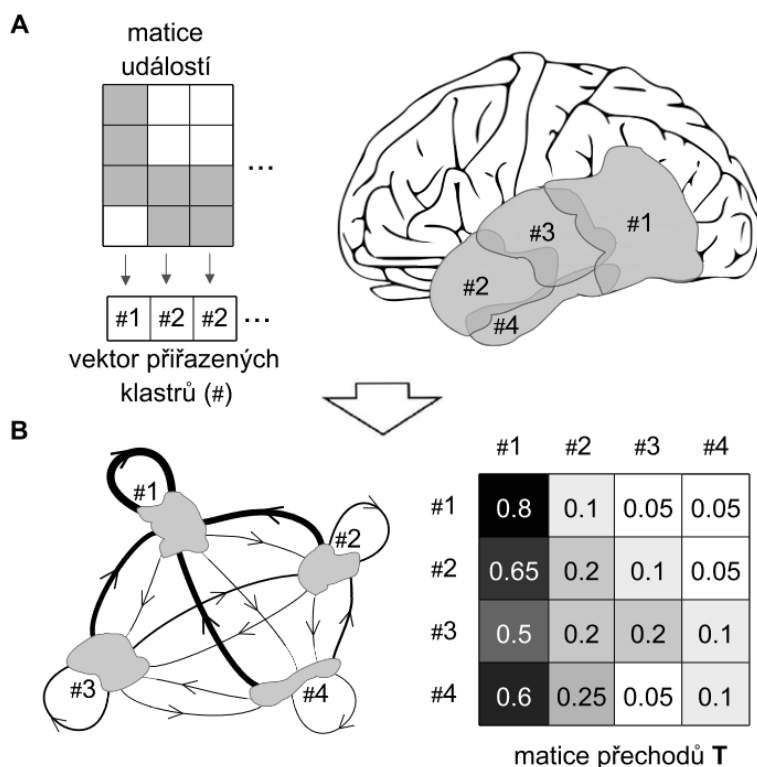 A
matice
událostí
...
#1 #2 #2 ...
vektor přiřazených
klastrů (#)
#1
#3
#2
#4
B
#1
#2
#3
#4
#1 #2 #3 #4
#1 0.8 0.1 0.05 0.05
#2 0.65 0.2 0.1 0.05
#3 0.5 0.2 0.2 0.1
#4 0.6 0.25 0.05 0.1
matice přechodů T